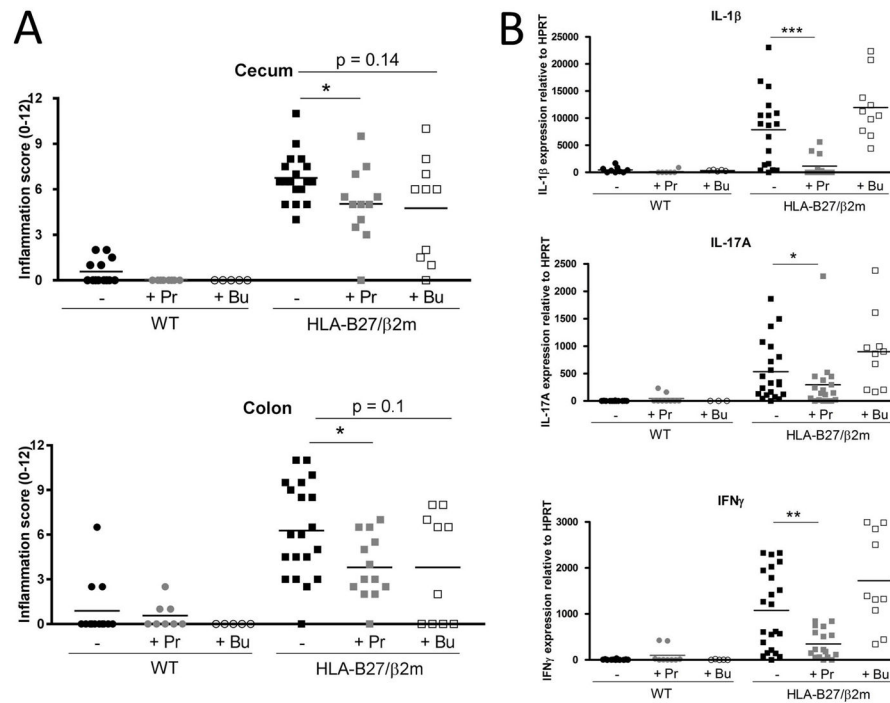 A
Cecum
p = 0.14
*
Inflammation score (0-12)
12
9
6
3
0
- + Pr + Bu - + Pr + Bu
WT HLA-B27/β2m
Colon
p = 0.1
*
Inflammation score (0-12)
12
9
6
3
0
- + Pr + Bu - + Pr + Bu
WT HLA-B27/β2m
B
IL-1β
***
IL-1β expression relative to HPRT
25000
20000
15000
10000
5000
0
- + Pr + Bu - + Pr + Bu
WT HLA-B27/β2m
IL-17A
*
IL-17A expression relative to HPRT
2500
2000
1500
1000
500
0
- + Pr + Bu - + Pr + Bu
WT HLA-B27/β2m
IFNγ
**
IFNγ expression relative to HPRT
3000
2000
1000
0
- + Pr + Bu - + Pr + Bu
WT HLA-B27/β2m